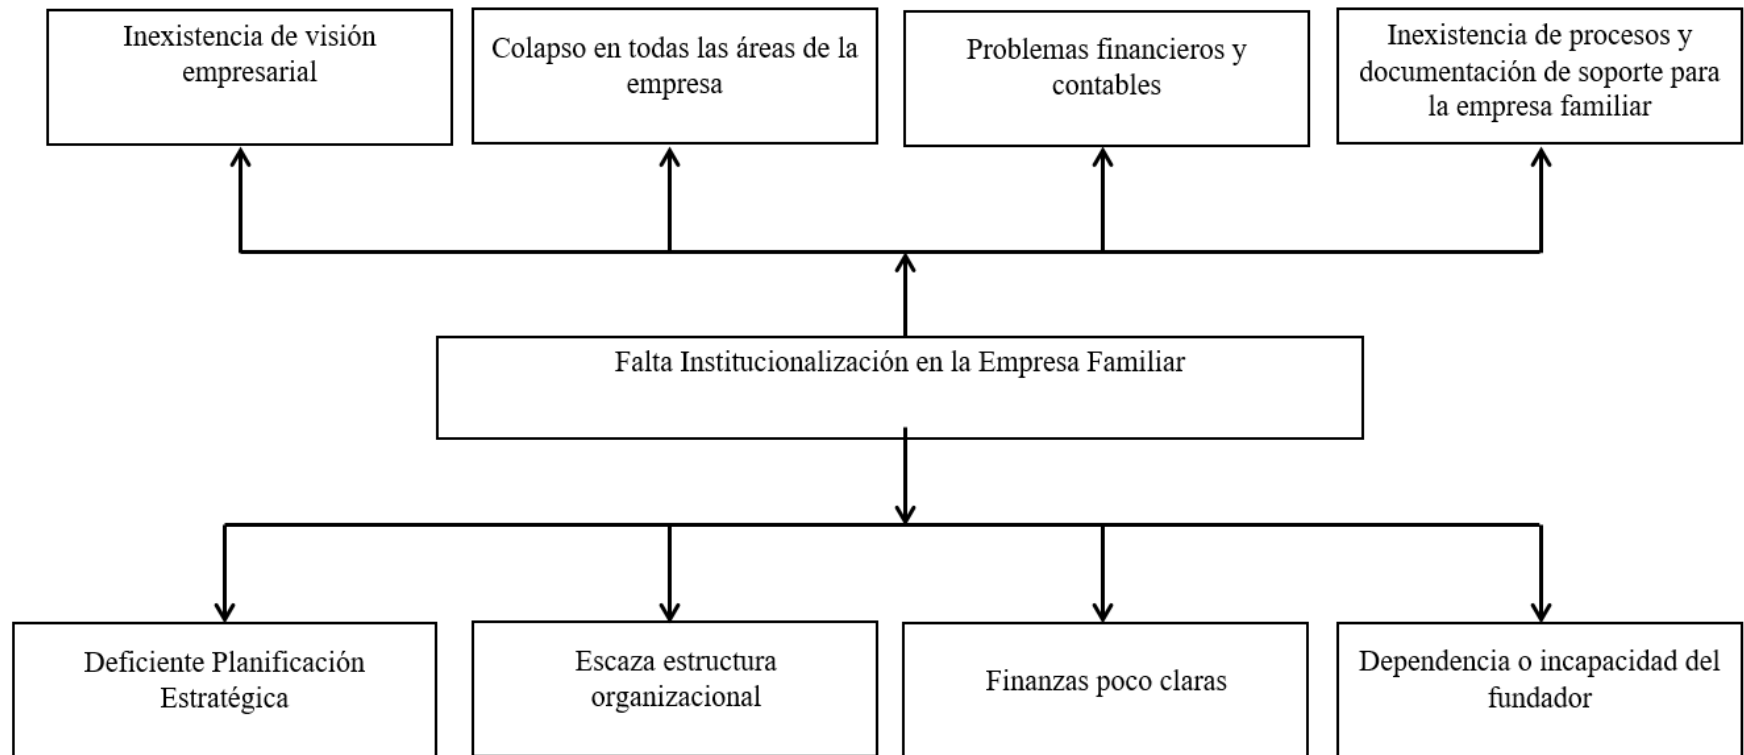 Inexistencia de visión
empresarial
Colapso en todas las áreas de la
empresa
Problemas financieros y
contables
Inexistencia de procesos y
documentación de soporte para
la empresa familiar
Falta Institucionalización en la Empresa Familiar
Deficiente Planificación
Estratégica
Escaza estructura
organizacional
Finanzas poco claras
Dependencia o incapacidad del
fundador